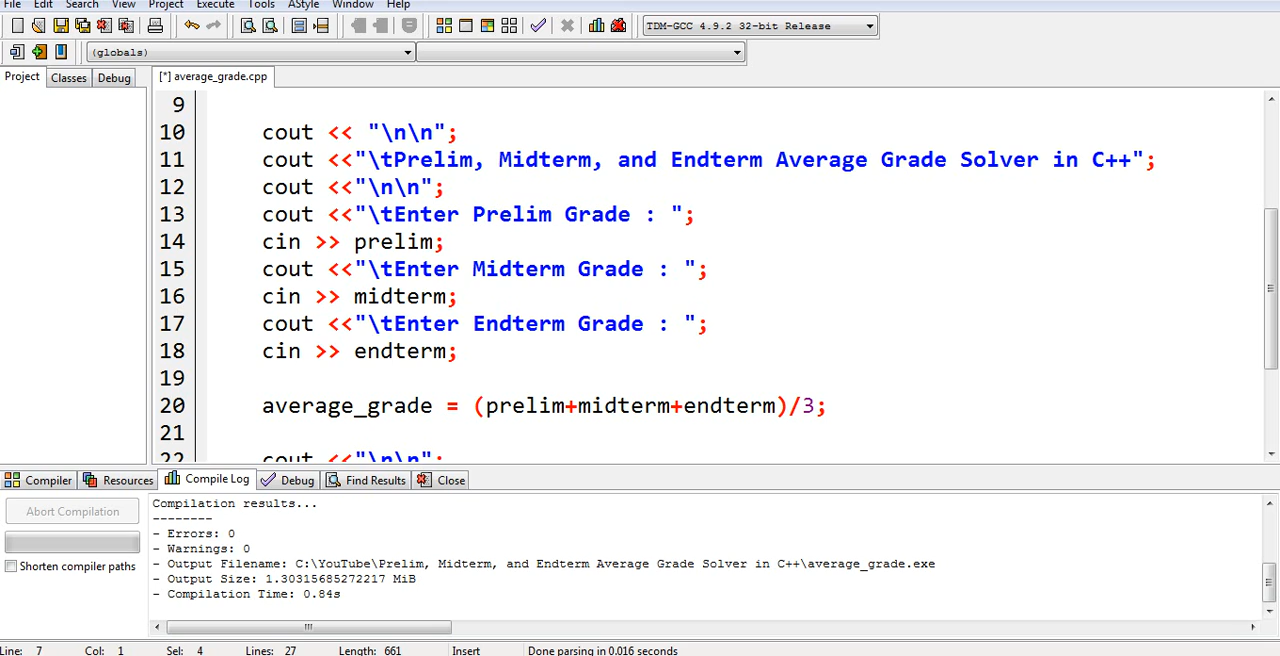 File Edit Search View Project Execute Tools AStyle Window Help
TDM-GCC 4.9.2 32-bit Release
(globals)
Project Classes Debug
[*] average_grade.cpp
9
10 cout << "\n\n";
11 cout <<"\tPrelim, Midterm, and Endterm Average Grade Solver in C++";
12 cout <<"\n\n";
13 cout <<"\tEnter Prelim Grade : ";
14 cin >> prelim;
15 cout <<"\tEnter Midterm Grade : ";
16 cin >> midterm;
17 cout <<"\tEnter Endterm Grade : ";
18 cin >> endterm;
19
20 average_grade = (prelim+midterm+endterm)/3;
21
22 cout <<"\n\n";
Compiler Resources Compile Log Debug Find Results Close
Abort Compilation
Shorten compiler paths
Compilation results...
--------
- Errors: 0
- Warnings: 0
- Output Filename: C:\YouTube\Prelim, Midterm, and Endterm Average Grade Solver in C++\average_grade.exe
- Output Size: 1.30315685272217 MiB
- Compilation Time: 0.84s
Line: 7 Col: 1 Sel: 4 Lines: 27 Length: 661 Insert Done parsing in 0.016 seconds